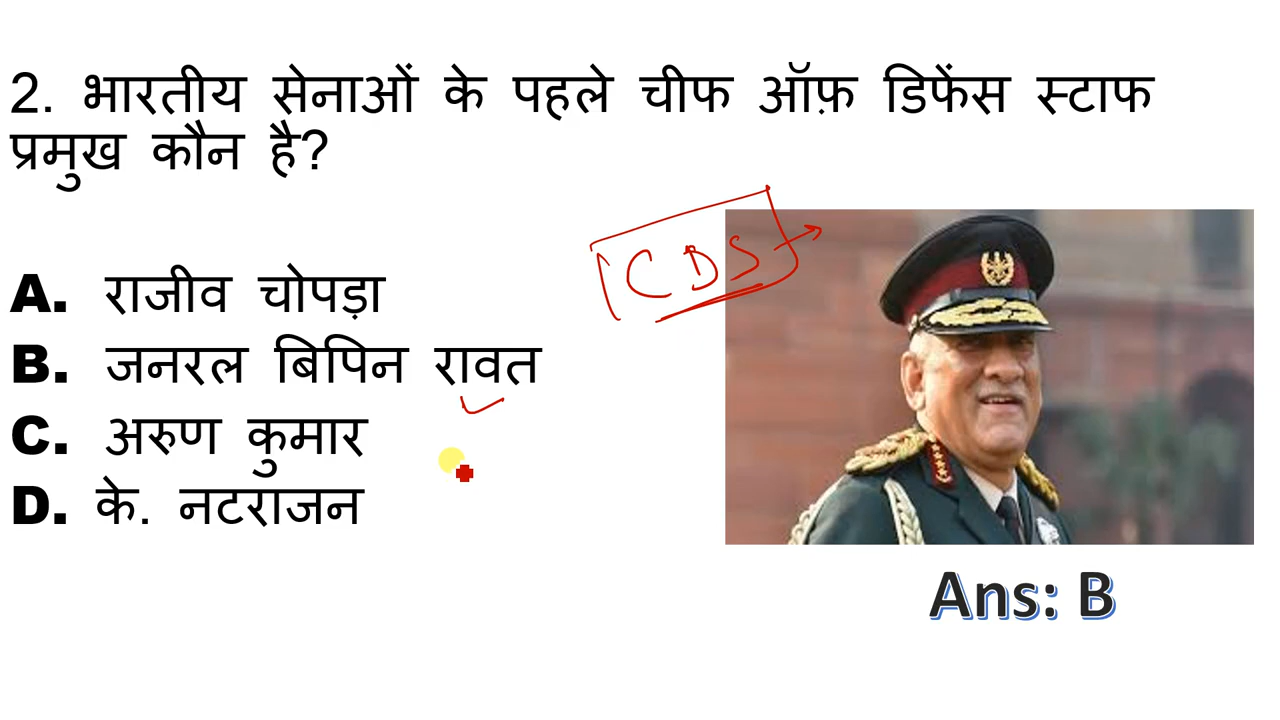 2. भारतीय सेनाओं के पहले चीफ ऑफ़ डिफेंस स्टाफ
प्रमुख कौन है?
CDS
A. राजीव चोपड़ा
B. जनरल बिपिन रावत
C. अरुण कुमार
D. के. नटराजन
Ans: B